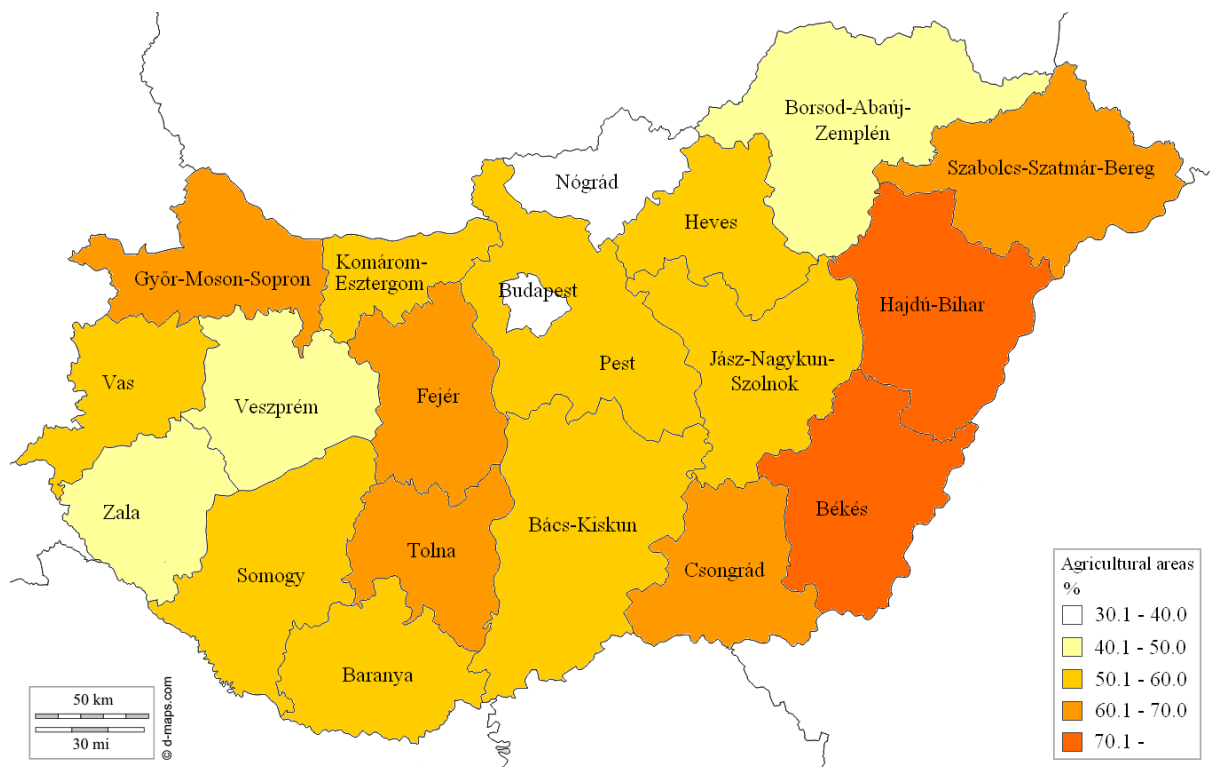 Borsod-Abaúj-
Zemplén
Szabolcs-Szatmár-Bereg
Nógrád
Heves
Győr-Moson-Sopron
Komárom-
Esztergom
Budapest
Hajdú-Bihar
Pest
Jász-Nagykun-
Szolnok
Vas
Veszprém
Fejér
Zala
Somogy
Tolna
Bács-Kiskun
Csongrád
Békés
Baranya
Agricultural areas
%
30.1 - 40.0
40.1 - 50.0
50.1 - 60.0
60.1 - 70.0
70.1 -
50 km
30 mi
© d-maps.com